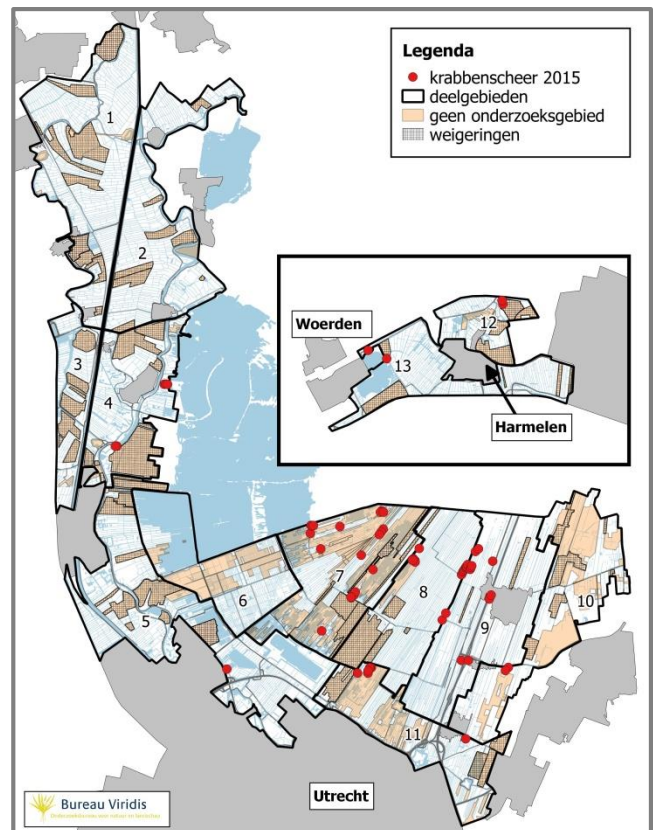 Legenda
krabbenscheer 2015
deelgebieden
geen onderzoeksgebied
weigeringen
1
2
3
4
5
6
7
8
9
10
11
Woerden
12
13
Harmelen
Utrecht
Bureau Viridis